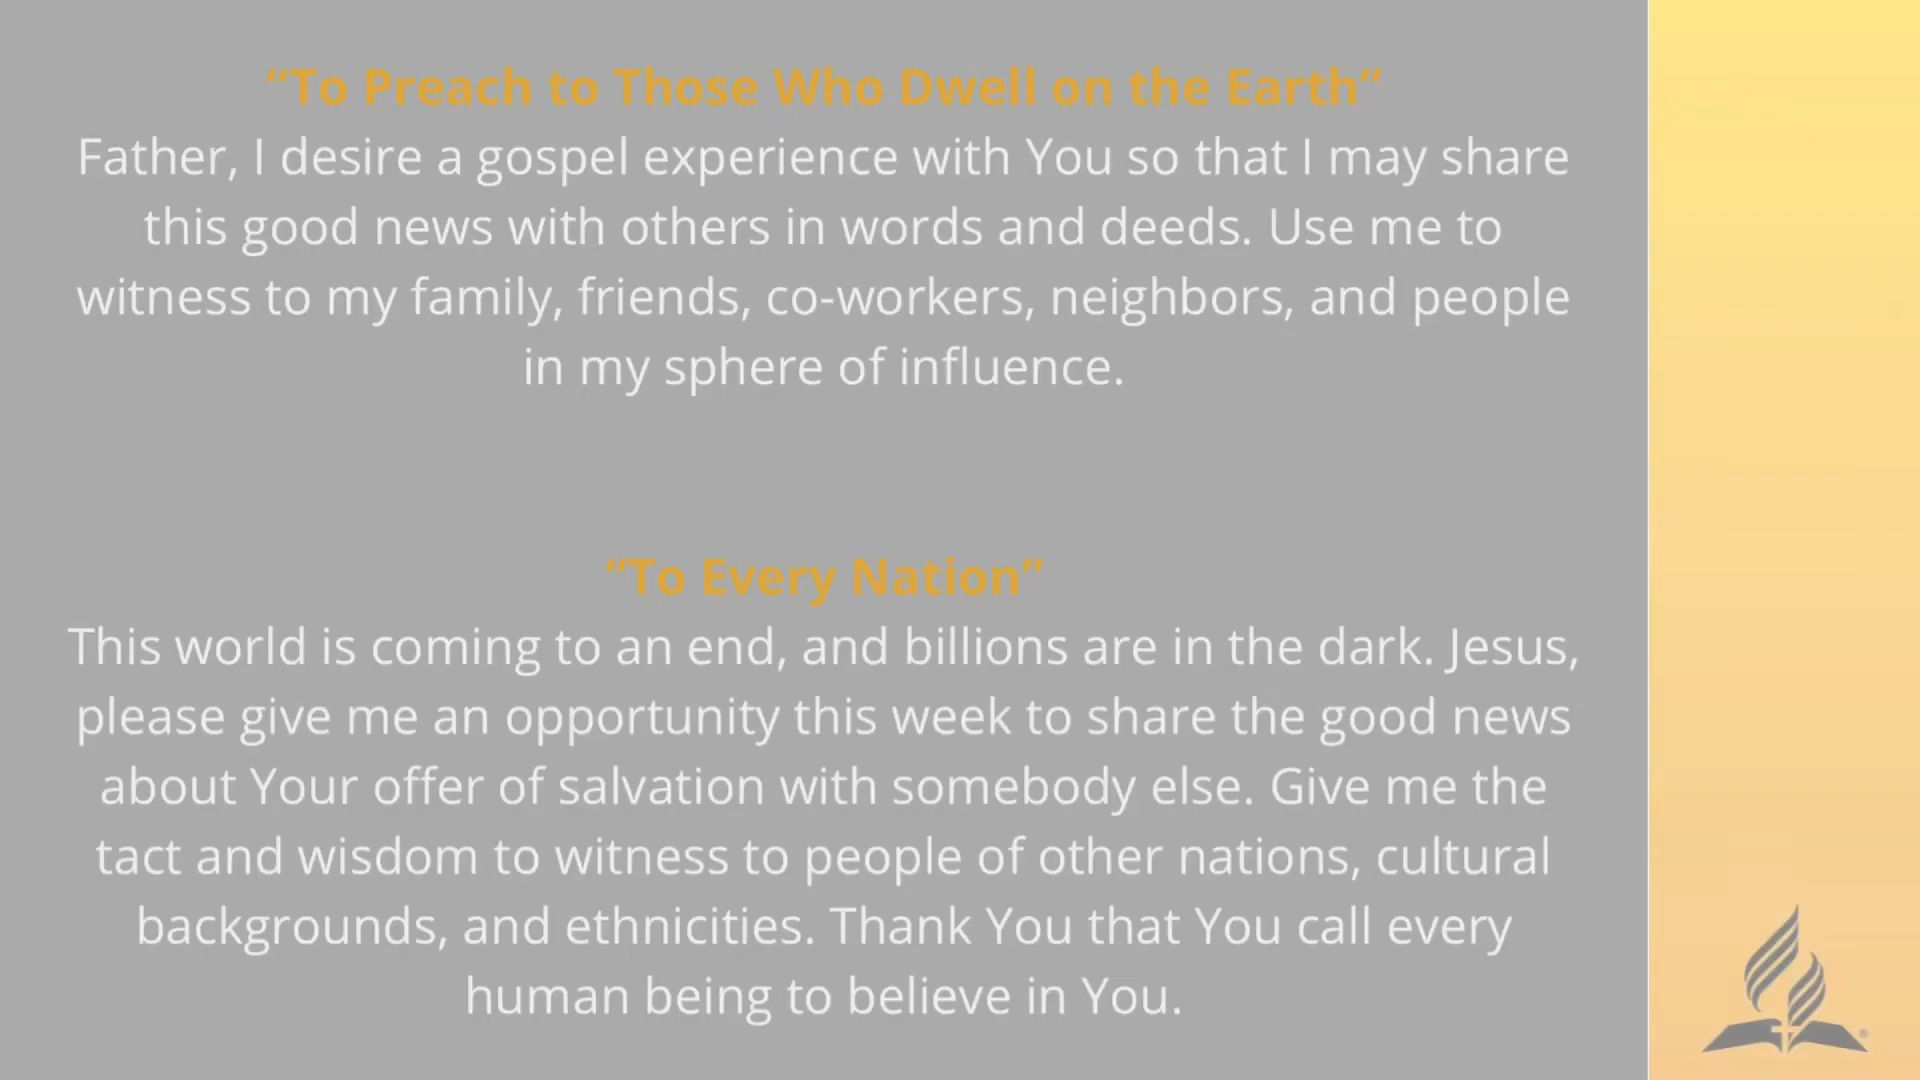 “To Preach to Those Who Dwell on the Earth”
Father, I desire a gospel experience with You so that I may share
this good news with others in words and deeds. Use me to
witness to my family, friends, co-workers, neighbors, and people
in my sphere of influence.
“To Every Nation”
This world is coming to an end, and billions are in the dark. Jesus,
please give me an opportunity this week to share the good news
about Your offer of salvation with somebody else. Give me the
tact and wisdom to witness to people of other nations, cultural
backgrounds, and ethnicities. Thank You that You call every
human being to believe in You.
®